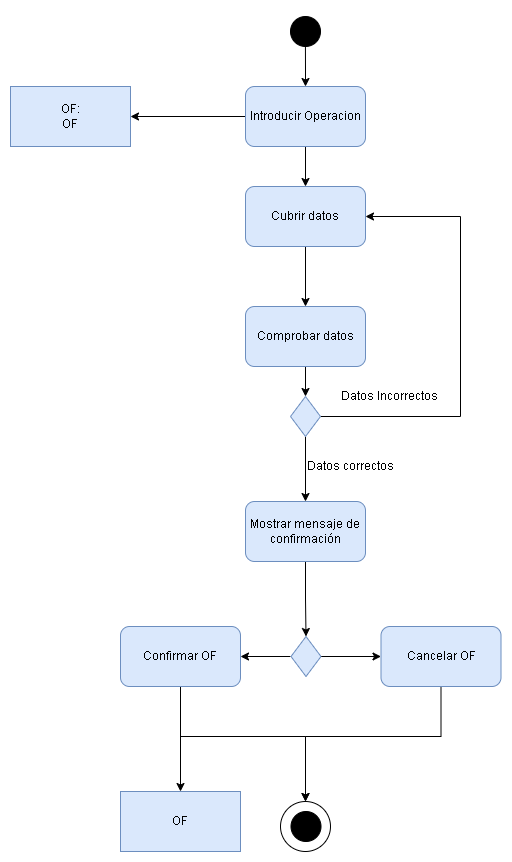 OF:
OF
Introducir Operacion
Cubrir datos
Comprobar datos
Datos Incorrectos
Datos correctos
Mostrar mensaje de
confirmación
Confirmar OF
Cancelar OF
OF